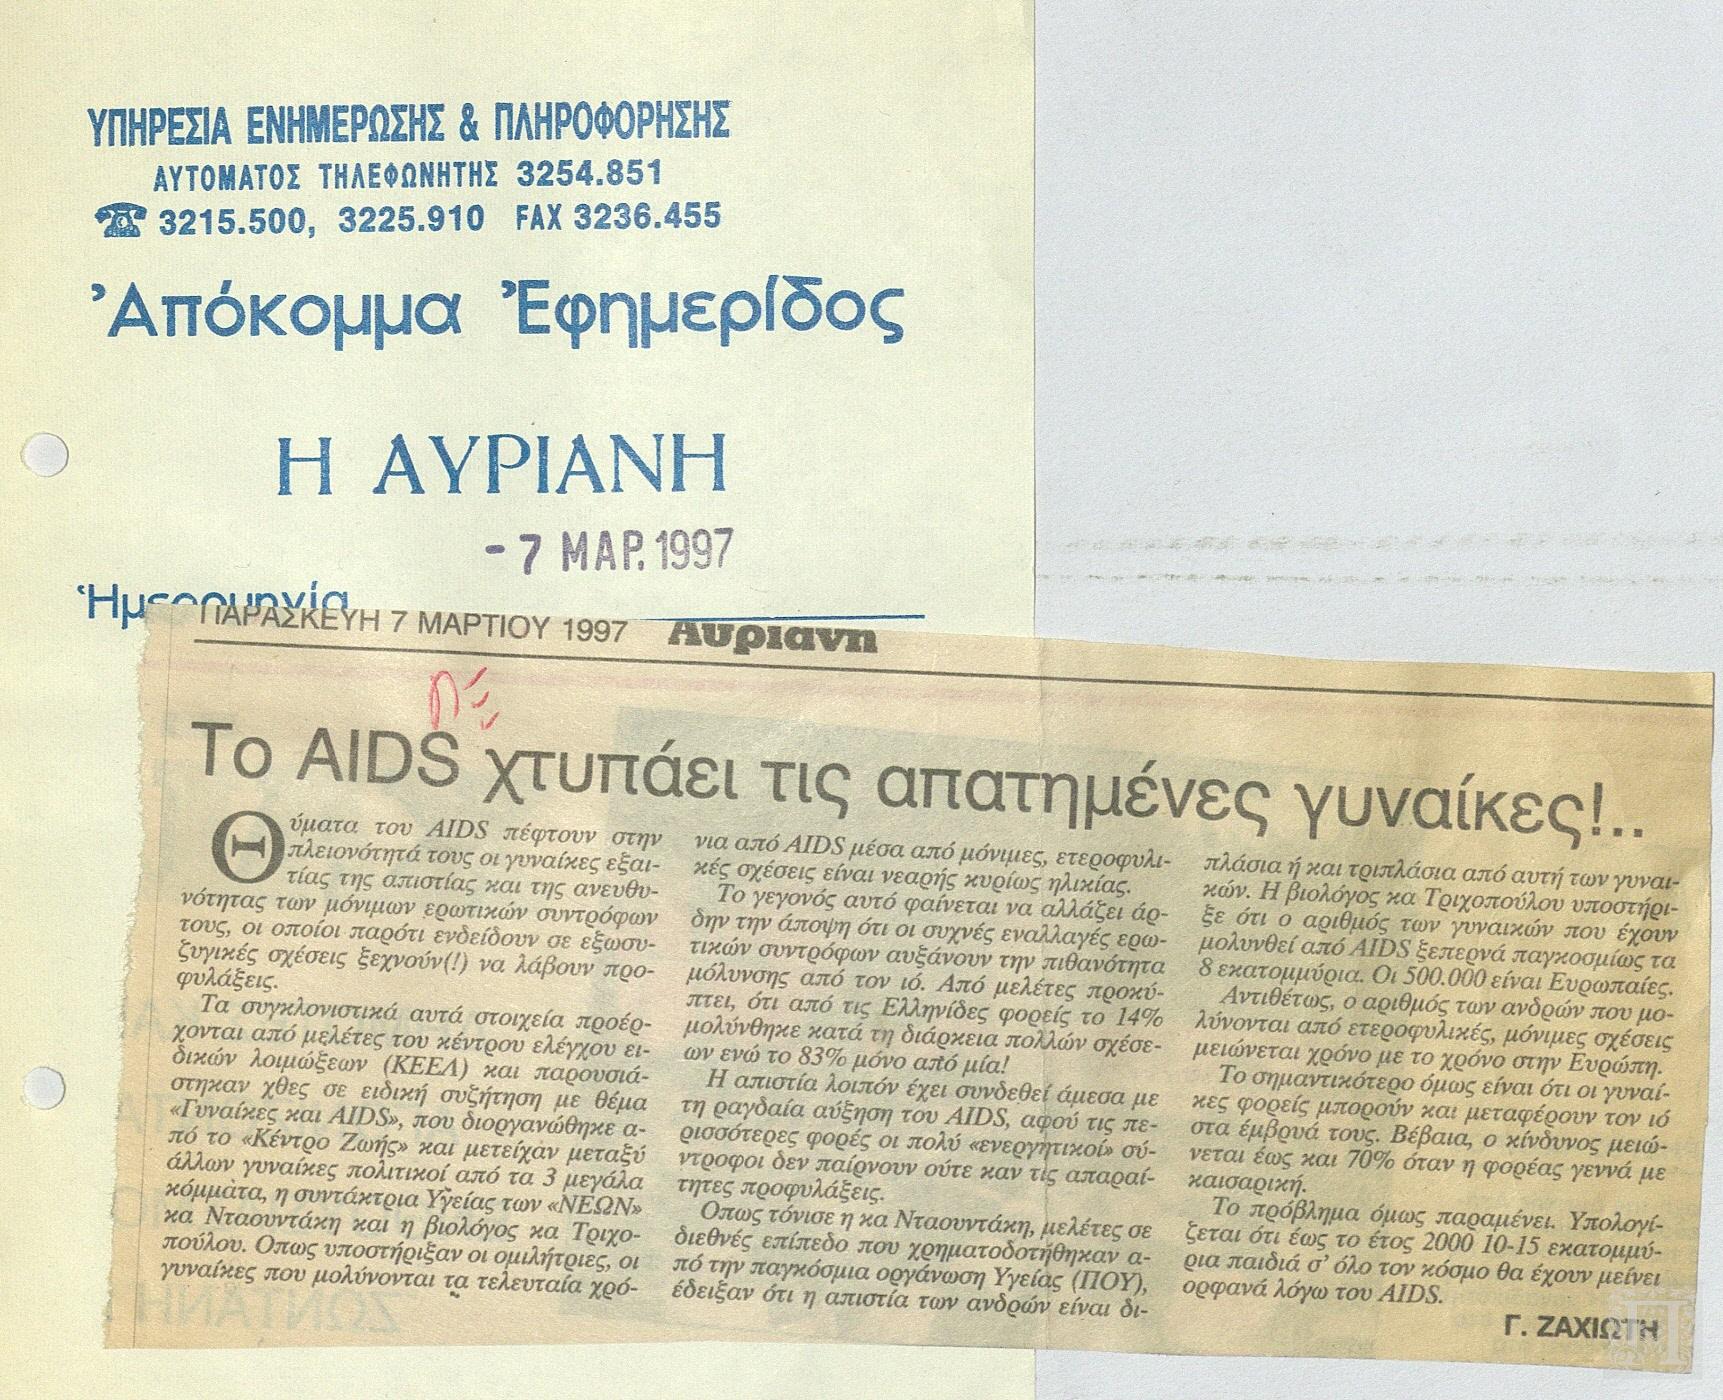 ΥΠΗΡΕΣΙΑ ΕΝΗΜΕΡΩΣΗΣ & ΠΛΗΡΟΦΟΡΗΣΗΣ
ΑΥΤΟΜΑΤΟΣ ΤΗΛΕΦΩΝΗΤΗΣ 3254.851
☎ 3215.500, 3225.910 FAX 3236.455
Ἀπόκομμα Ἐφημερίδος
Η ΑΥΡΙΑΝΗ
- 7 ΜΑΡ. 1997
Ἡμερομηνία
ΠΑΡΑΣΚΕΥΗ 7 ΜΑΡΤΙΟΥ 1997 Αυριανη
Το AIDS χτυπάει τις απατημένες γυναίκες!..
Θύματα του AIDS πέφτουν στην
πλειονότητά τους οι γυναίκες εξαι-
τίας της απιστίας και της ανευθυ-
νότητας των μόνιμων ερωτικών συντρόφων
τους, οι οποίοι παρότι ενδείδουν σε εξωσυ-
ζυγικές σχέσεις ξεχνούν(!) να λάβουν προ-
φυλάξεις.
Τα συγκλονιστικά αυτά στοιχεία προέρ-
χονται από μελέτες του κέντρου ελέγχου ει-
δικών λοιμώξεων (ΚΕΕΛ) και παρουσιά-
στηκαν χθες σε ειδική συζήτηση με θέμα
«Γυναίκες και AIDS», που διοργανώθηκε α-
πό το «Κέντρο Ζωής» και μετείχαν μεταξύ
άλλων γυναίκες πολιτικοί από τα 3 μεγάλα
κόμματα, η συντάκτρια Υγείας των «ΝΕΩΝ»
κα Νταουντάκη και η βιολόγος κα Τριχο-
πούλου. Οπως υποστήριξαν οι ομιλήτριες, οι
γυναίκες που μολύνονται τα τελευταία χρό-
νια από AIDS μέσα από μόνιμες, ετεροφυλι-
κές σχέσεις είναι νεαρής κυρίως ηλικίας.
Το γεγονός αυτό φαίνεται να αλλάζει άρ-
δην την άποψη ότι οι συχνές εναλλαγές ερω-
τικών συντρόφων αυξάνουν την πιθανότητα
μόλυνσης από τον ιό. Από μελέτες προκύ-
πτει, ότι από τις Ελληνίδες φορείς το 14%
μολύνθηκε κατά τη διάρκεια πολλών σχέσε-
ων ενώ το 83% μόνο από μία!
Η απιστία λοιπόν έχει συνδεθεί άμεσα με
τη ραγδαία αύξηση του AIDS, αφού τις πε-
ρισσότερες φορές οι πολύ «ενεργητικοί» σύ-
ντροφοι δεν παίρνουν ούτε καν τις απαραί-
τητες προφυλάξεις.
Οπως τόνισε η κα Νταουντάκη, μελέτες σε
διεθνές επίπεδο που χρηματοδοτήθηκαν α-
πό την παγκόσμια οργάνωση Υγείας (ΠΟΥ),
έδειξαν ότι η απιστία των ανδρών είναι δι-
πλάσια ή και τριπλάσια από αυτή των γυναι-
κών. Η βιολόγος κα Τριχοπούλου υποστήρι-
ξε ότι ο αριθμός των γυναικών που έχουν
μολυνθεί από AIDS ξεπερνά παγκοσμίως τα
8 εκατομμύρια. Οι 500.000 είναι Ευρωπαίες.
Αντιθέτως, ο αριθμός των ανδρών που μο-
λύνονται από ετεροφυλικές, μόνιμες σχέσεις
μειώνεται χρόνο με το χρόνο στην Ευρώπη.
Το σημαντικότερο όμως είναι ότι οι γυναί-
κες φορείς μπορούν και μεταφέρουν τον ιό
στα έμβρυά τους. Βέβαια, ο κίνδυνος μειώ-
νεται έως και 70% όταν η φορέας γεννά με
καισαρική.
Το πρόβλημα όμως παραμένει. Υπολογί-
ζεται ότι έως το έτος 2000 10-15 εκατομμύ-
ρια παιδιά σ' όλο τον κόσμο θα έχουν μείνει
ορφανά λόγω του AIDS.
Γ. ΖΑΧΙΩΤΗ